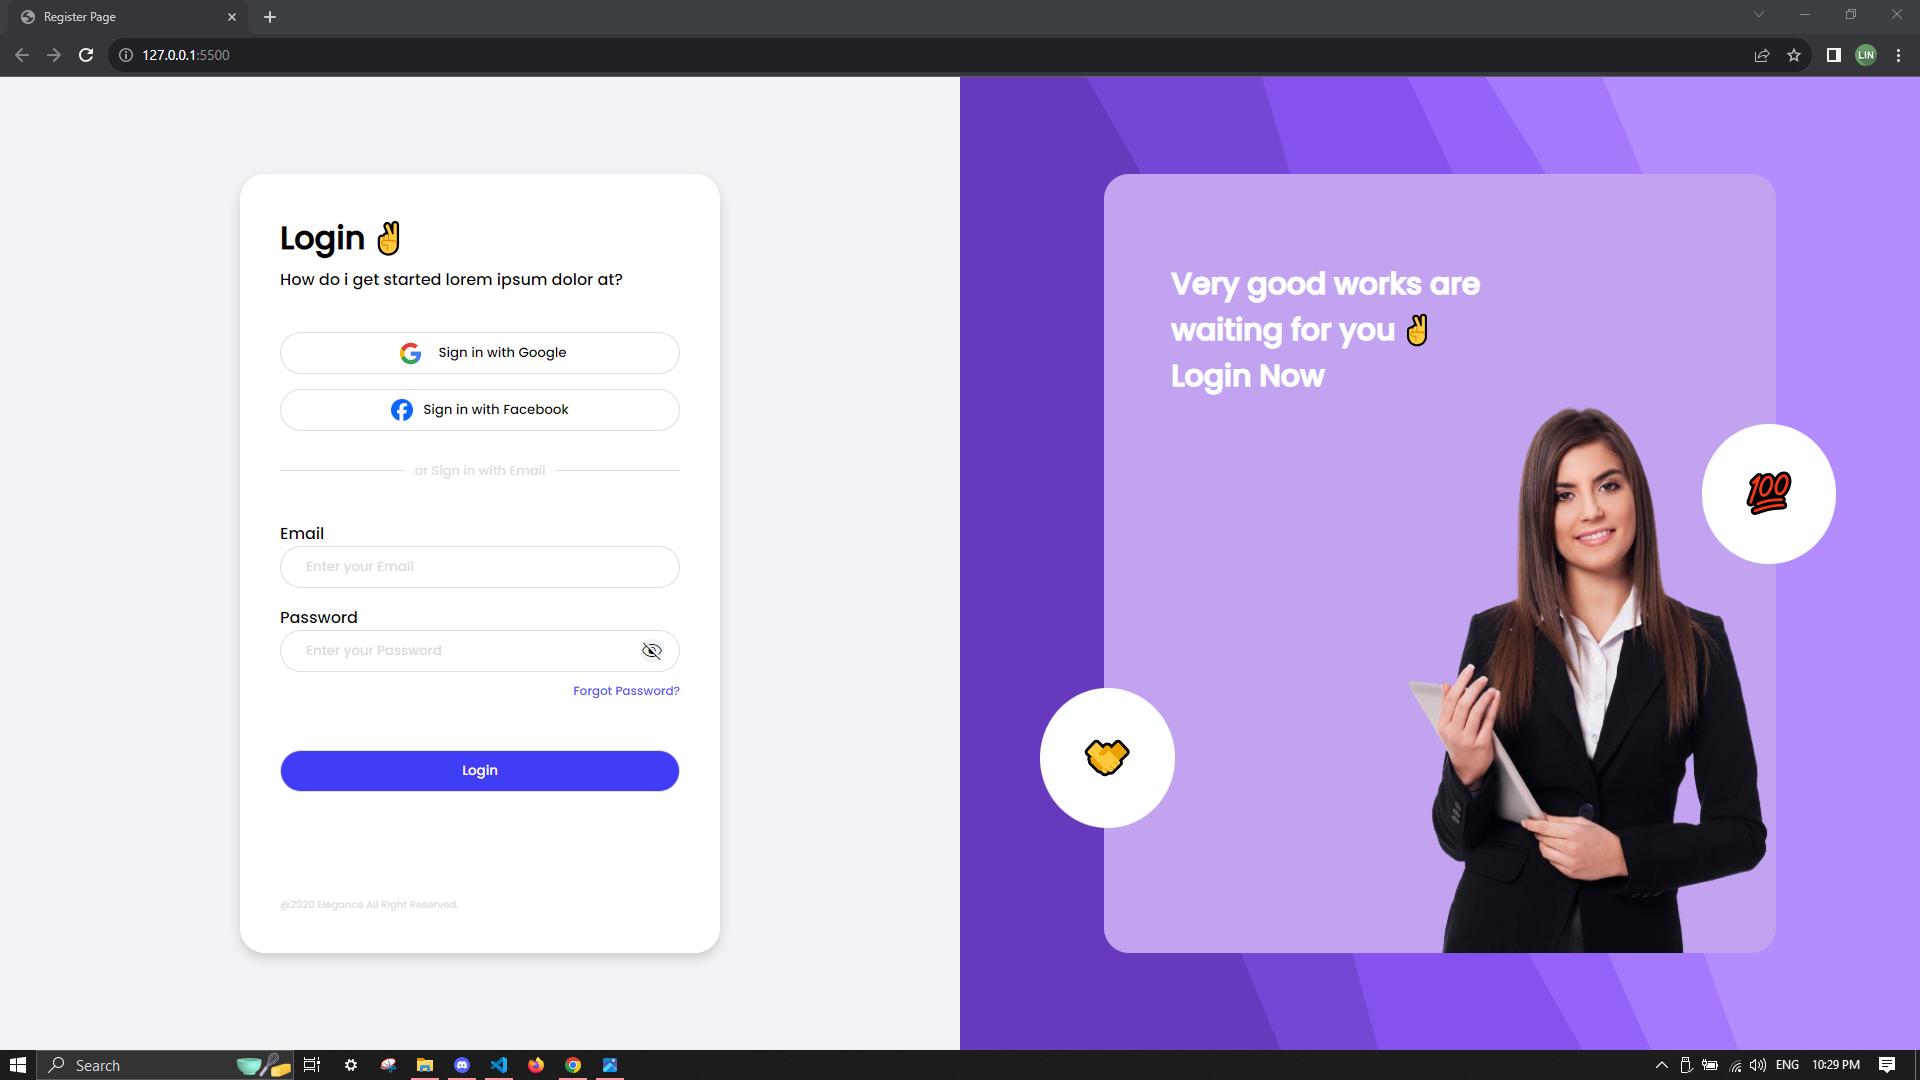 Register Page
127.0.0.1:5500
LIN
Login ✌
How do i get started lorem ipsum dolor at?
Sign in with Google
Sign in with Facebook
or Sign in with Email
Email
Enter your Email
Password
Enter your Password
Forgot Password?
Login
@2020 Elegance All Right Reserved.
Very good works are
waiting for you ✌
Login Now
💯
Search
ENG
10:29 PM